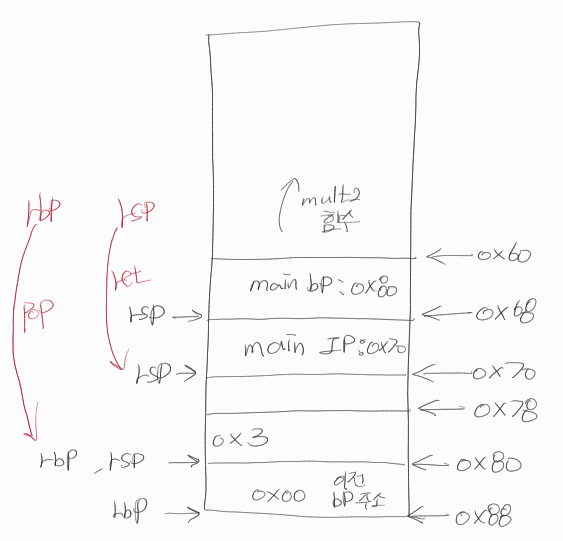 mult2
함수
rbp
rsp
0x60
ret
main bp : 0x80
pop
rsp
0x68
main IP : 0x70
rsp
0x70
0x78
0x3
rbp , rsp
0x80
0x00
이전
bp 주소
rbp
0x88